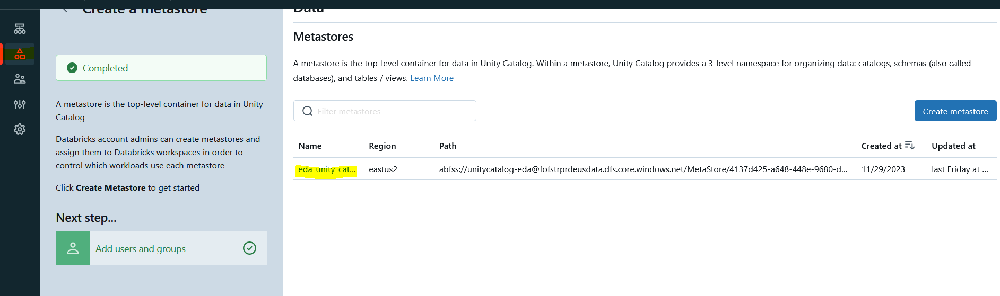 Create a metastore
Completed
A metastore is the top-level container for data in Unity
Catalog
Databricks account admins can create metastores and
assign them to Databricks workspaces in order to
control which workloads use each metastore
Click Create Metastore to get started
Next step...
Add users and groups
Data
Metastores
A metastore is the top-level container for data in Unity Catalog. Within a metastore, Unity Catalog provides a 3-level namespace for organizing data: catalogs, schemas (also called
databases), and tables / views. Learn More
Filter metastores
Create metastore
Name Region Path Created at Updated at
eda_unity_cat... eastus2 abfss://unitycatalog-eda@fofstrprdeusdata.dfs.core.windows.net/MetaStore/4137d425-a648-448e-9680-d... 11/29/2023 last Friday at ...